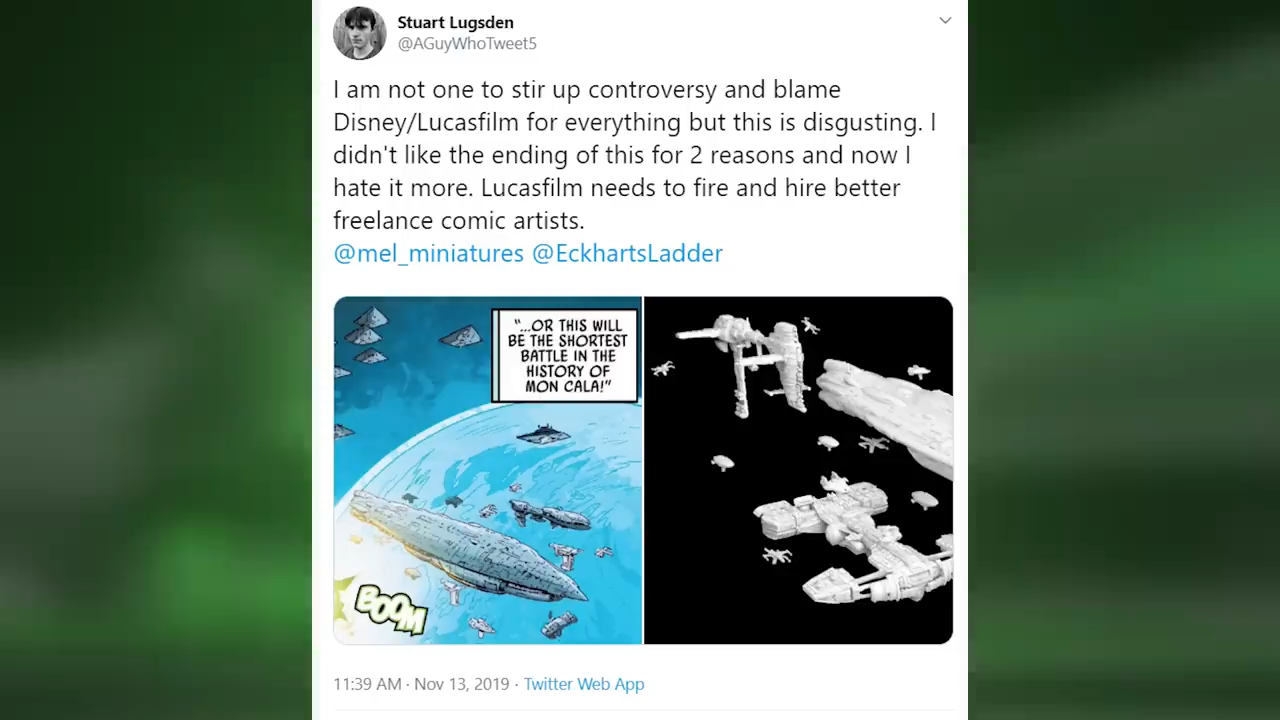 Stuart Lugsden
@AGuyWhoTweet5
I am not one to stir up controversy and blame
Disney/Lucasfilm for everything but this is disgusting. I
didn't like the ending of this for 2 reasons and now I
hate it more. Lucasfilm needs to fire and hire better
freelance comic artists.
@mel_miniatures @EckhartsLadder
"...OR THIS WILL
BE THE SHORTEST
BATTLE IN THE
HISTORY OF
MON CALA!"
BOOM
11:39 AM · Nov 13, 2019 · Twitter Web App